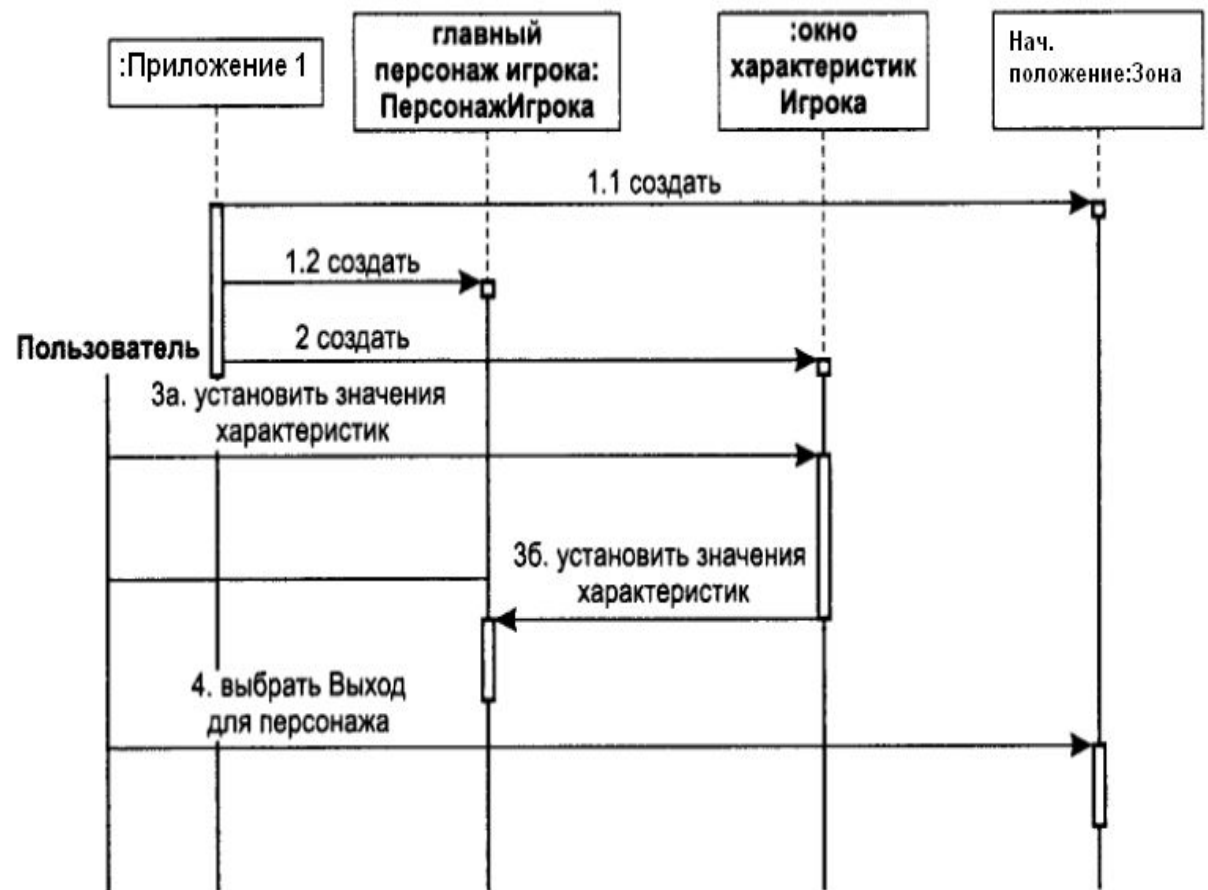 :Приложение 1
главный
персонаж игрока:
ПерсонажИгрока
:окно
характеристик
Игрока
Нач.
положение:Зона
1.1 создать
1.2 создать
2 создать
Пользователь
3а. установить значения
характеристик
3б. установить значения
характеристик
4. выбрать Выход
для персонажа